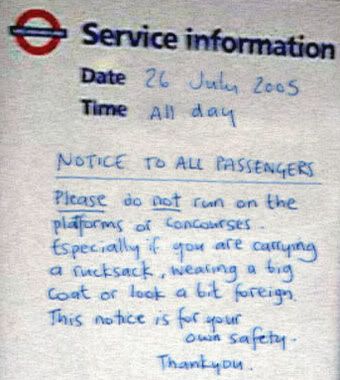 Service information
Date 26 July 2005
Time All day
NOTICE TO ALL PASSENGERS
Please do not run on the
platforms or concourses.
Especially if you are carrying
a rucksack, wearing a big
coat or look a bit foreign.
This notice is for your
own safety.
Thankyou.